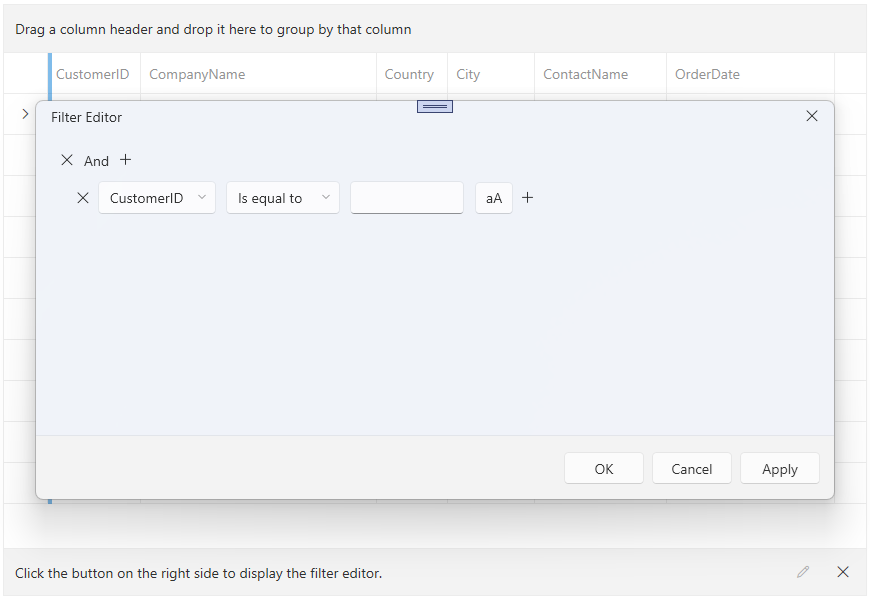 Drag a column header and drop it here to group by that column
CustomerID CompanyName Country City ContactName OrderDate
Filter Editor
And
CustomerID Is equal to aA
OK Cancel Apply
Click the button on the right side to display the filter editor.